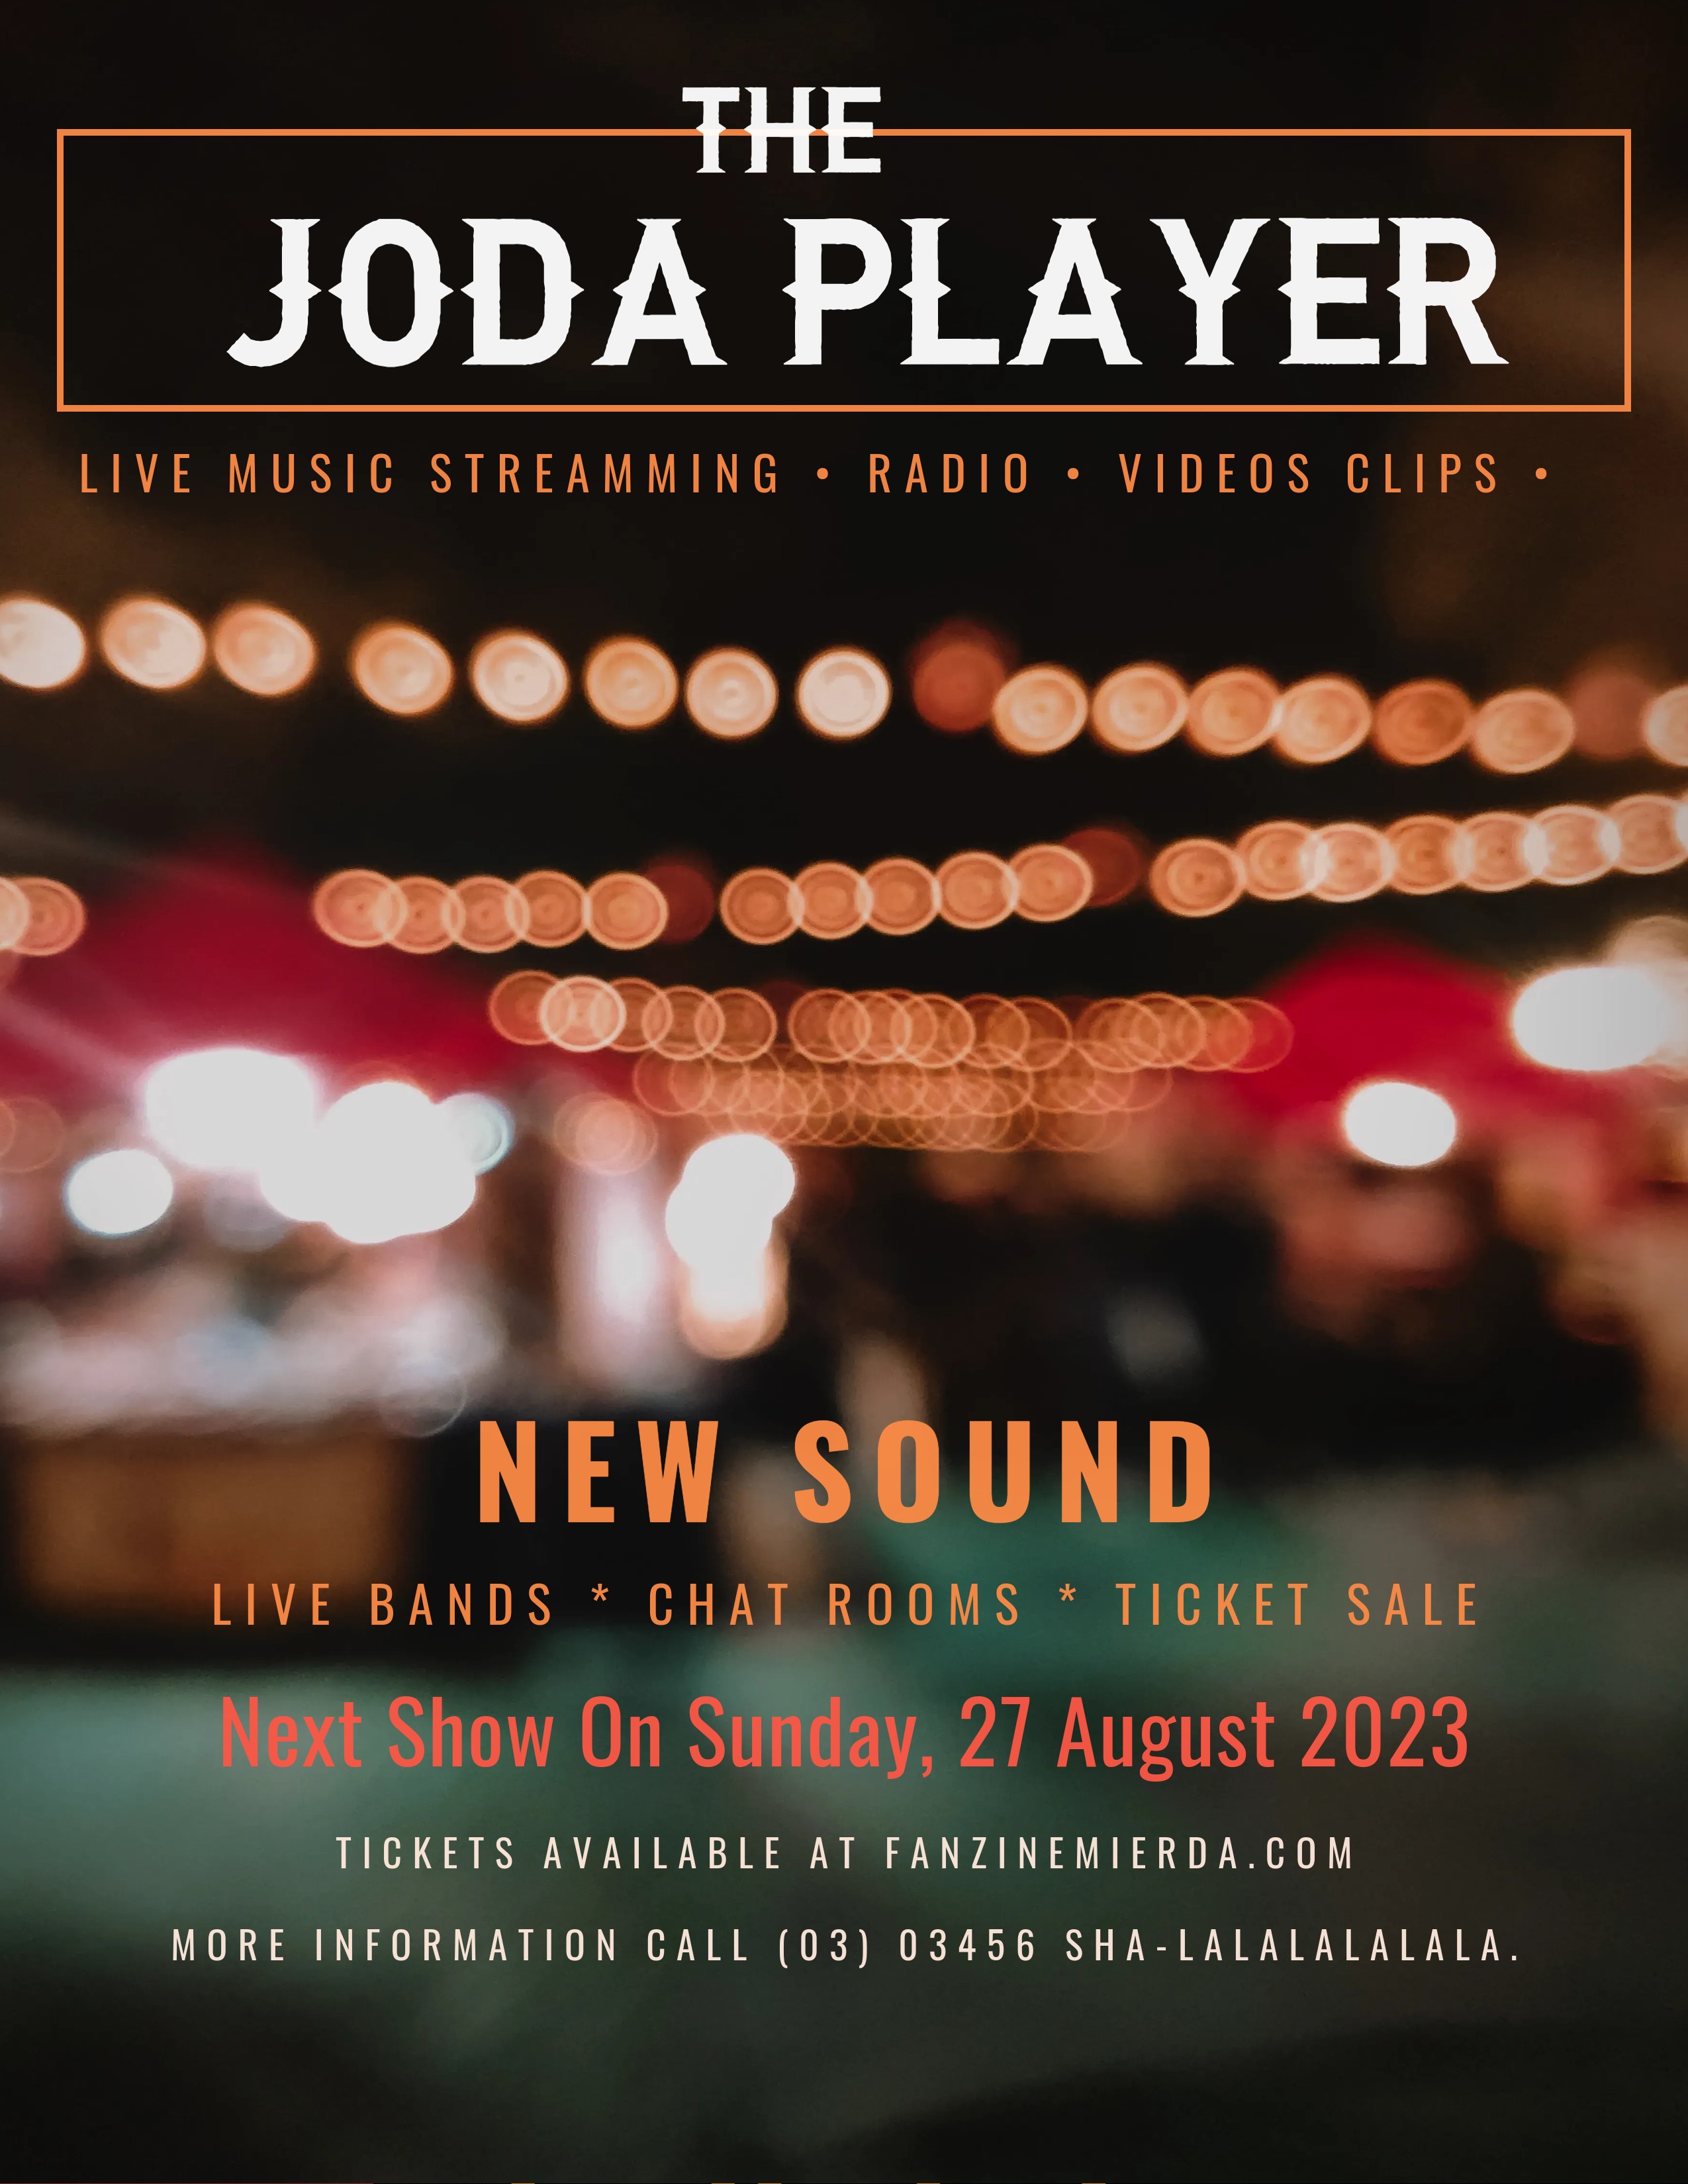 THE
JODA PLAYER
LIVE MUSIC STREAMMING • RADIO • VIDEOS CLIPS •
NEW SOUND
LIVE BANDS * CHAT ROOMS * TICKET SALE
Next Show On Sunday, 27 August 2023
TICKETS AVAILABLE AT FANZINEMIERDA.COM
MORE INFORMATION CALL (03) 03456 SHA-LALALALALALA.